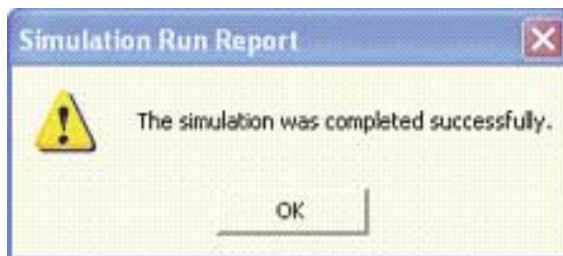 Simulation Run Report
The simulation was completed successfully.
OK